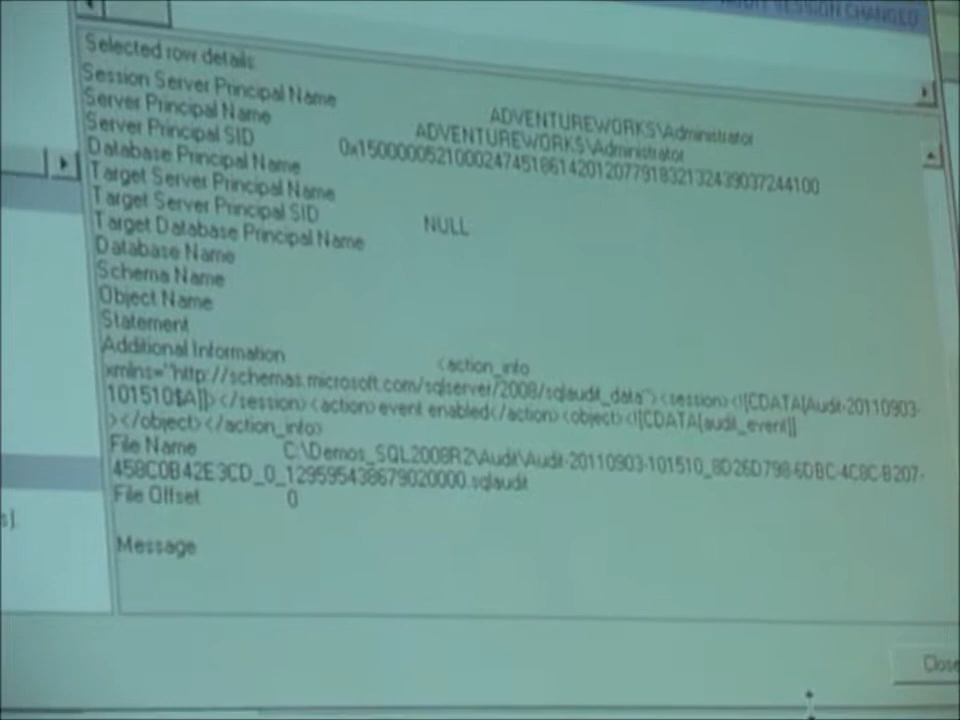 AUDIT SESSION CHANGED
Selected row details:
Session Server Principal Name ADVENTUREWORKS\Administrator
Server Principal Name ADVENTUREWORKS\Administrator
Server Principal SID 0x15000005210002474518614201207791832132439037244100
Database Principal Name
Target Server Principal Name
Target Server Principal SID NULL
Target Database Principal Name
Database Name
Schema Name
Object Name
Statement
Additional Information <action_info
xmlns="http://schemas.microsoft.com/sqlserver/2008/sqlaudit_data"><session><![CDATA[Audit-20110903-
101510$A]]></session><action>event enabled</action><object><![CDATA[audit_event]]
></object></action_info>
File Name C:\Demos_SQL2008R2\Audit\Audit-20110903-101510_8D26D798-6DBC-4C8C-B207-
458C0B42E3CD_0_129595438679020000.sqlaudit
File Offset 0
Message
s).
Close